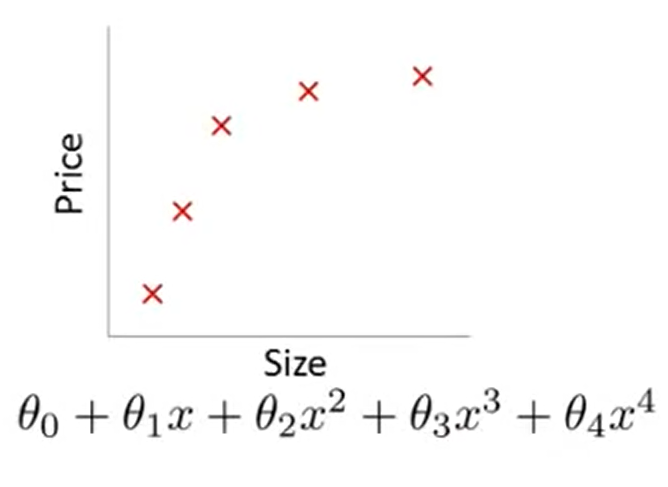 Price
Size
θ₀ + θ₁x + θ₂x² + θ₃x³ + θ₄x⁴